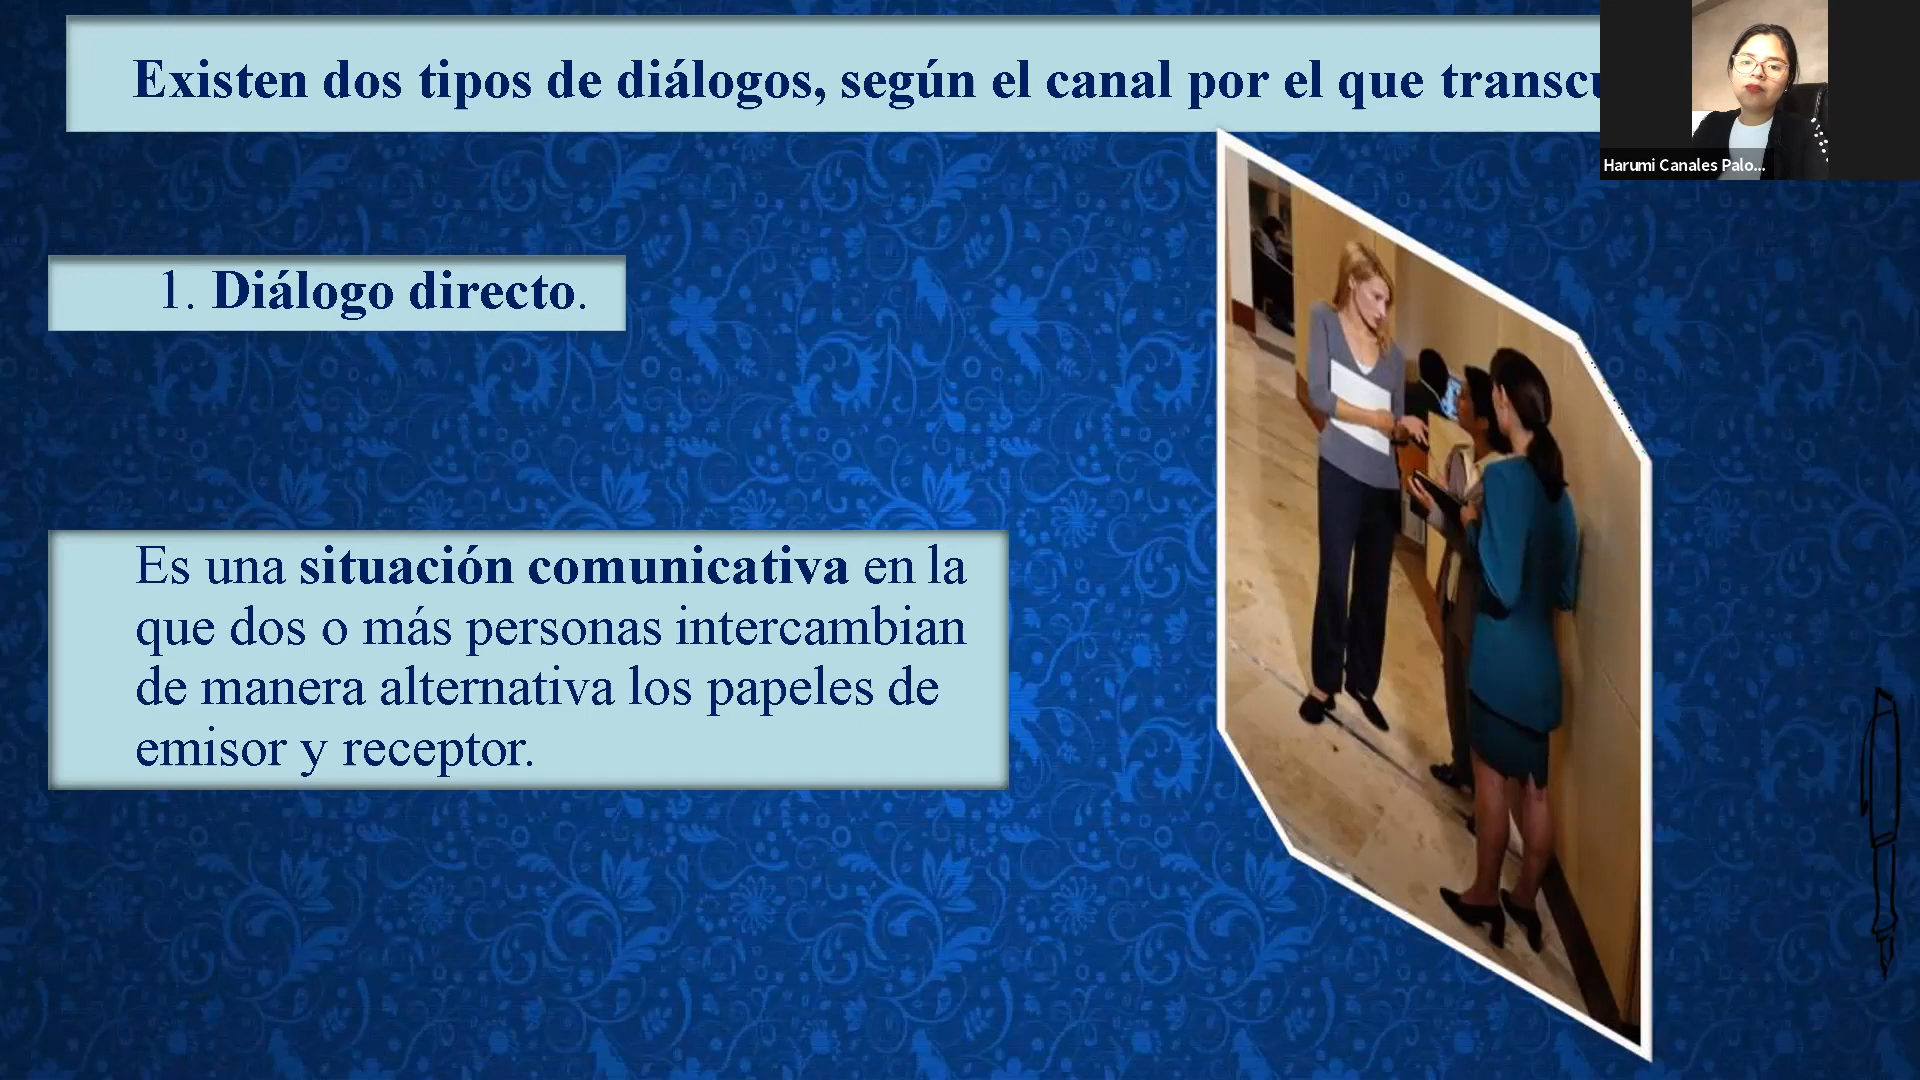 Existen dos tipos de diálogos, según el canal por el que
Harumi Canales Palo...
1. Diálogo directo.
Es una situación comunicativa en la
que dos o más personas intercambian
de manera alternativa los papeles de
emisor y receptor.